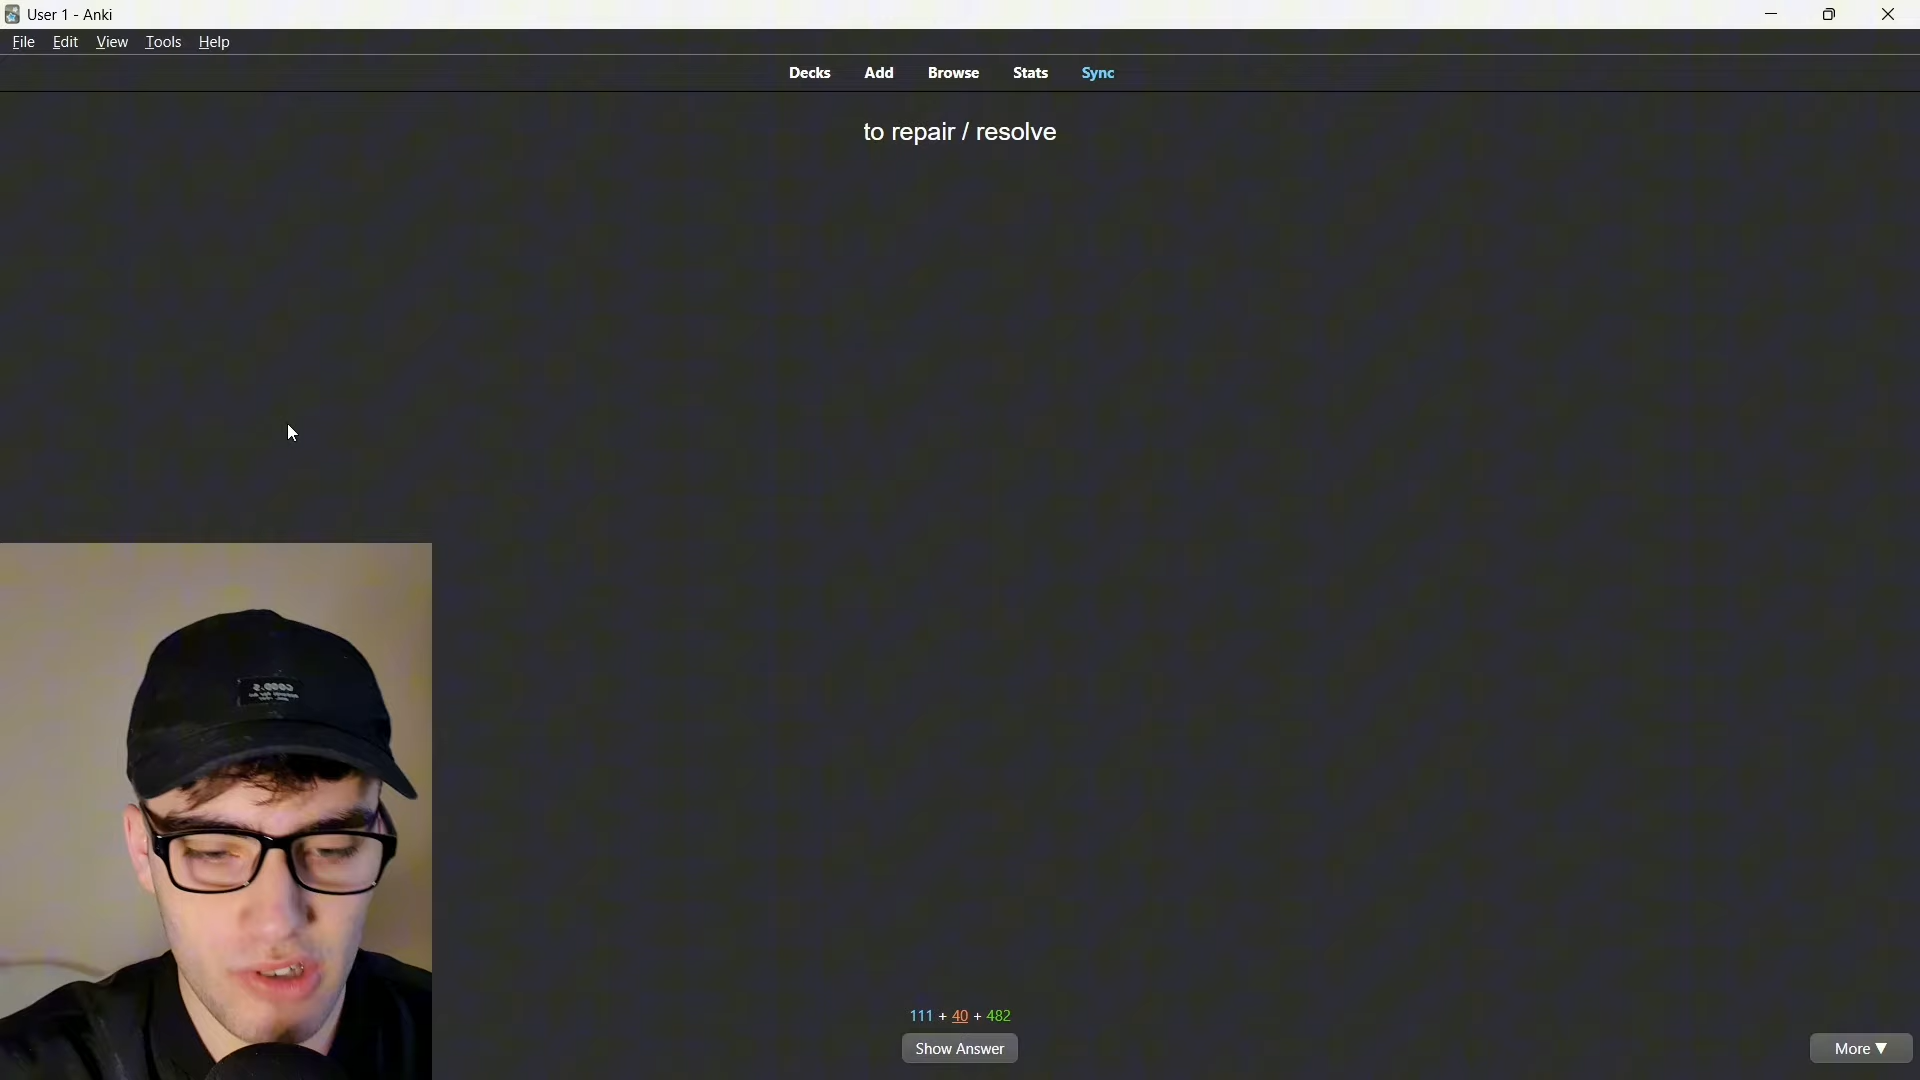 User 1 - Anki
File Edit View Tools Help
Decks Add Browse Stats Sync
to repair / resolve
111 + 40 + 482
Show Answer
More ▼